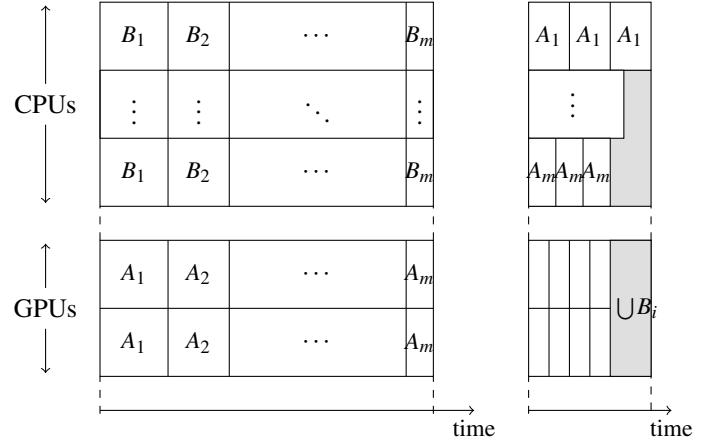 B₁ B₂ ⋯ Bₘ A₁ A₁ A₁
CPUs ⋮ ⋮ ⋱ ⋮ ⋮
B₁ B₂ ⋯ Bₘ Aₘ Aₘ Aₘ
A₁ A₂ ⋯ Aₘ
GPUs ⋃ Bᵢ
A₁ A₂ ⋯ Aₘ
time time